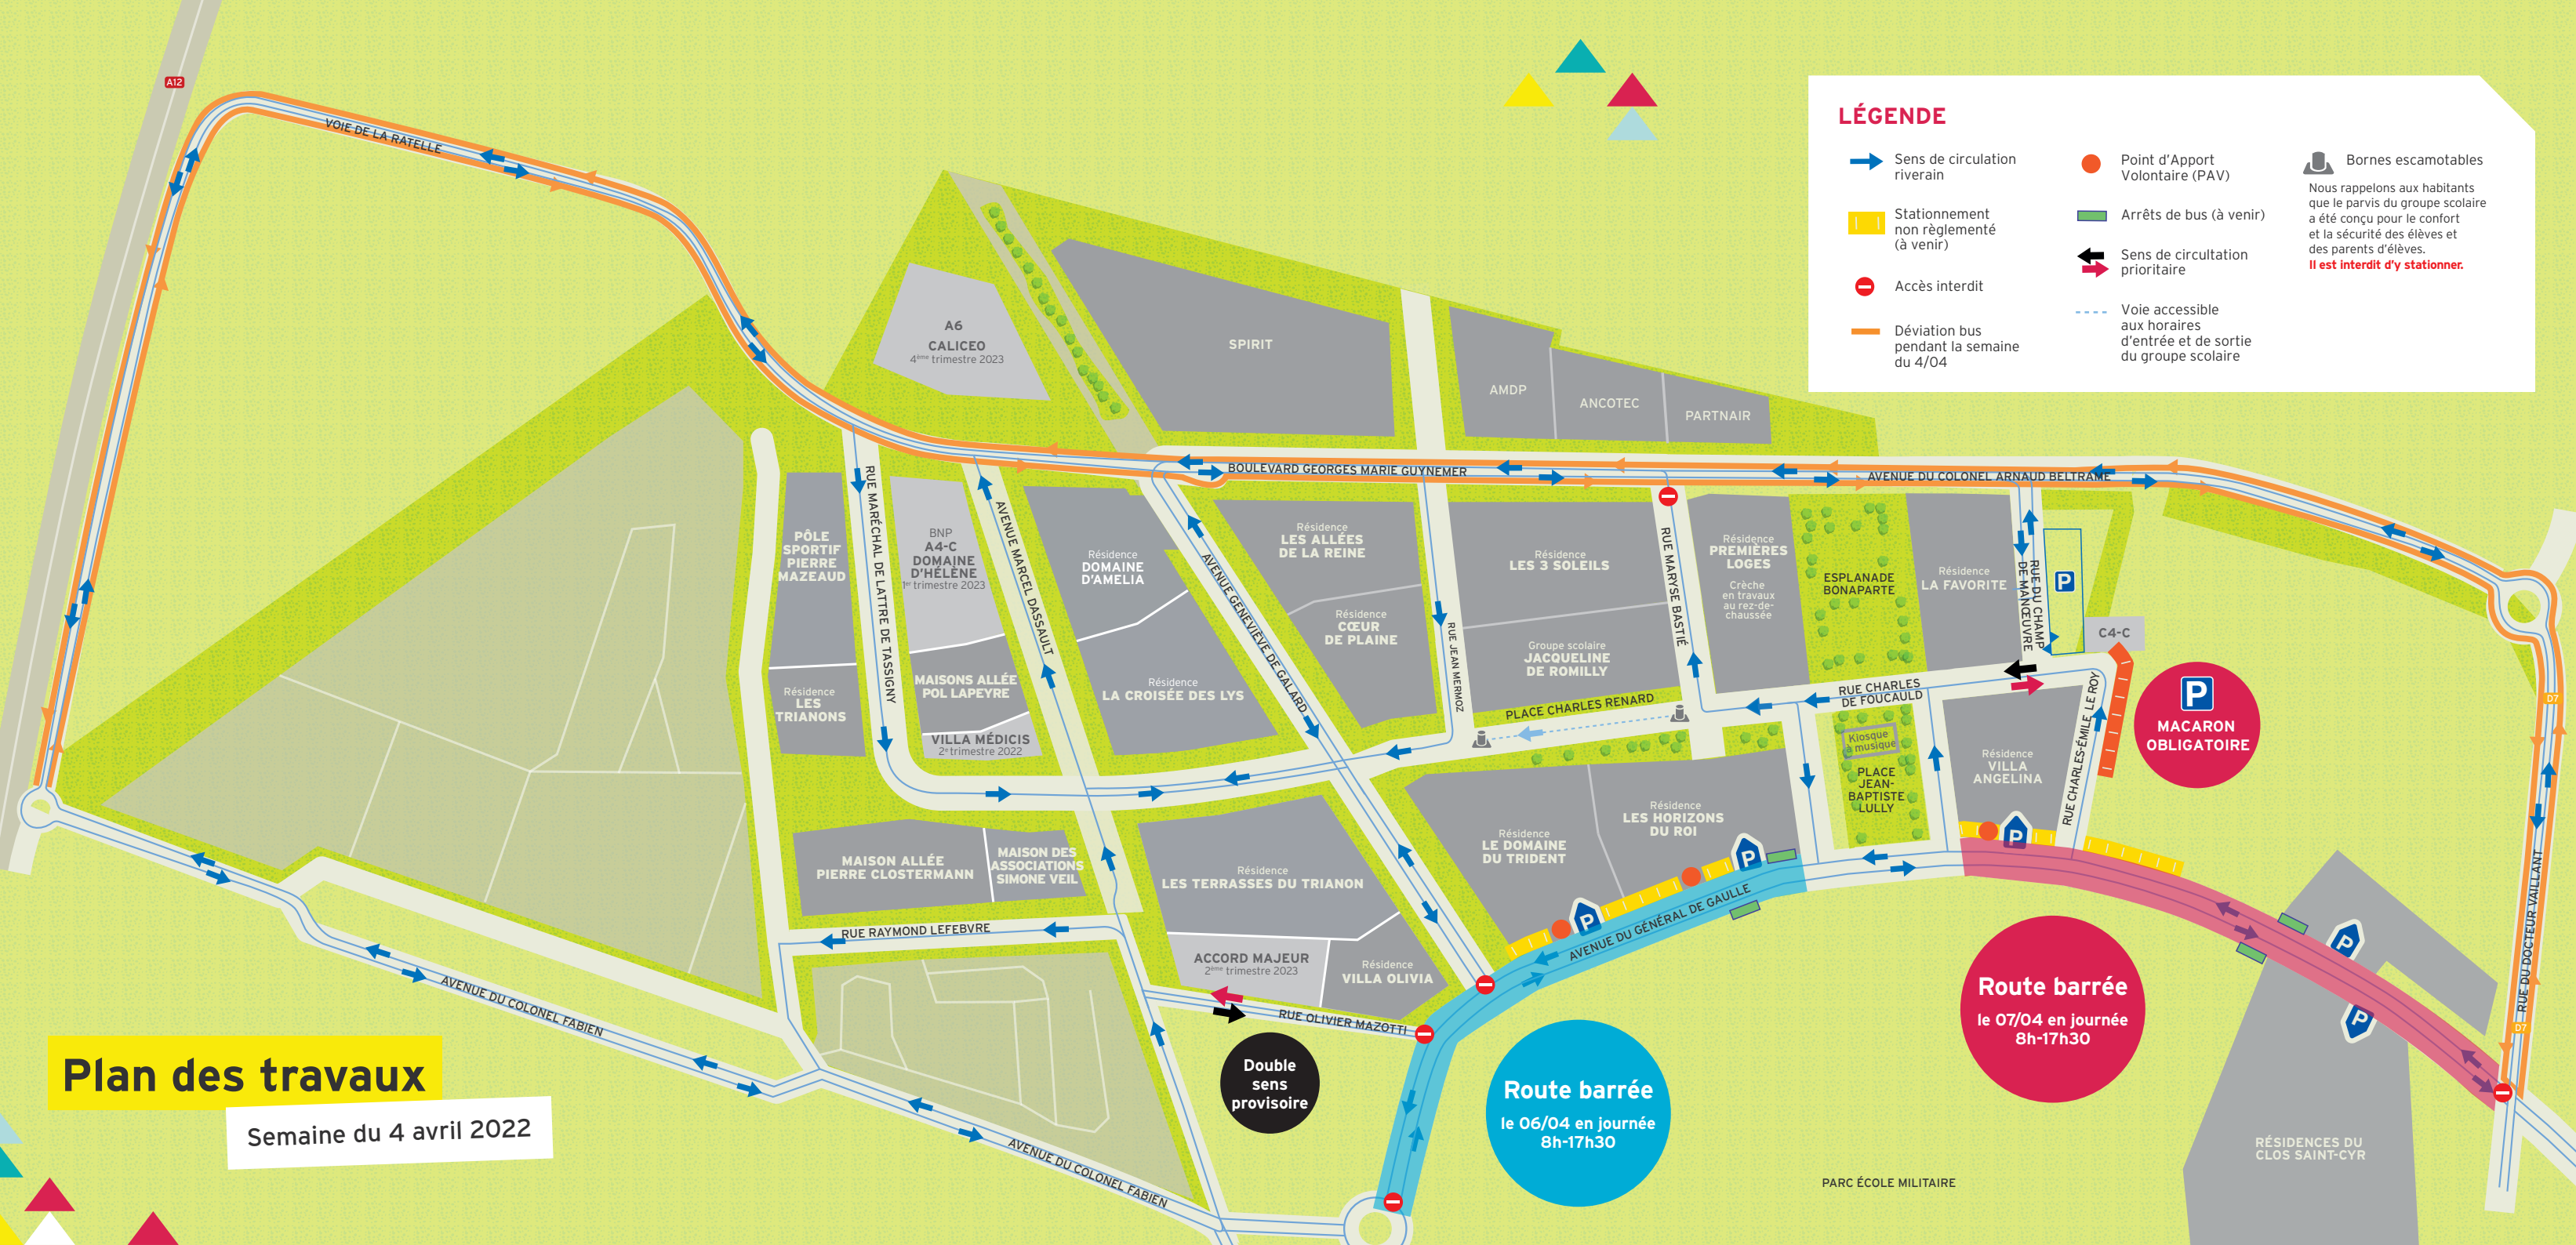 A12
VOIE DE LA RATELLE
LÉGENDE
Sens de circulation
riverain
Stationnement
non règlementé
(à venir)
Accès interdit
Déviation bus
pendant la semaine
du 4/04
Point d'Apport
Volontaire (PAV)
Arrêts de bus (à venir)
Sens de circultation
prioritaire
Voie accessible
aux horaires
d'entrée et de sortie
du groupe scolaire
Bornes escamotables
Nous rappelons aux habitants
que le parvis du groupe scolaire
a été conçu pour le confort
et la sécurité des élèves et
des parents d'élèves.
Il est interdit d'y stationner.
A6
CALICEO
4ème trimestre 2023
SPIRIT
AMDP
ANCOTEC
PARTNAIR
BOULEVARD GEORGES MARIE GUYNEMER
AVENUE DU COLONEL ARNAUD BELTRAME
PÔLE
SPORTIF
PIERRE
MAZEAUD
RUE MARÉCHAL DE LATTRE DE TASSIGNY
BNP
A4-C
DOMAINE
D'HÉLÈNE
1er trimestre 2023
AVENUE MARCEL DASSAULT
Résidence
DOMAINE
D'AMELIA
AVENUE GENEVIÈVE DE GALARD
Résidence
LES ALLÉES
DE LA REINE
Résidence
CŒUR
DE PLAINE
RUE JEAN MERMOZ
Résidence
LES 3 SOLEILS
Groupe scolaire
JACQUELINE
DE ROMILLY
RUE MARYSE BASTIÉ
Résidence
PREMIÈRES
LOGES
Crèche
en travaux
au rez-de-
chaussée
ESPLANADE
BONAPARTE
Résidence
LA FAVORITE
RUE DU CHAMP
DE MANŒUVRE
P
C4-C
Résidence
LES
TRIANONS
MAISONS ALLÉE
POL LAPEYRE
VILLA MÉDICIS
2e trimestre 2022
Résidence
LA CROISÉE DES LYS
PLACE CHARLES RENARD
RUE CHARLES
DE FOUCAULD
Kiosque
à musique
PLACE
JEAN-
BAPTISTE
LULLY
Résidence
VILLA
ANGELINA
RUE CHARLES-ÉMILE LE ROY
P
MACARON
OBLIGATOIRE
D7
RUE DU DOCTEUR VAILLANT
D7
MAISON ALLÉE
PIERRE CLOSTERMANN
MAISON DES
ASSOCIATIONS
SIMONE VEIL
Résidence
LES TERRASSES DU TRIANON
Résidence
LE DOMAINE
DU TRIDENT
Résidence
LES HORIZONS
DU ROI
P
P
P
P
P
AVENUE DU GÉNÉRAL DE GAULLE
RUE RAYMOND LEFEBVRE
ACCORD MAJEUR
2ème trimestre 2023
Résidence
VILLA OLIVIA
RUE OLIVIER MAZOTTI
AVENUE DU COLONEL FABIEN
AVENUE DU COLONEL FABIEN
Double
sens
provisoire
Route barrée
le 06/04 en journée
8h-17h30
Route barrée
le 07/04 en journée
8h-17h30
RÉSIDENCES DU
CLOS SAINT-CYR
PARC ÉCOLE MILITAIRE
Plan des travaux
Semaine du 4 avril 2022